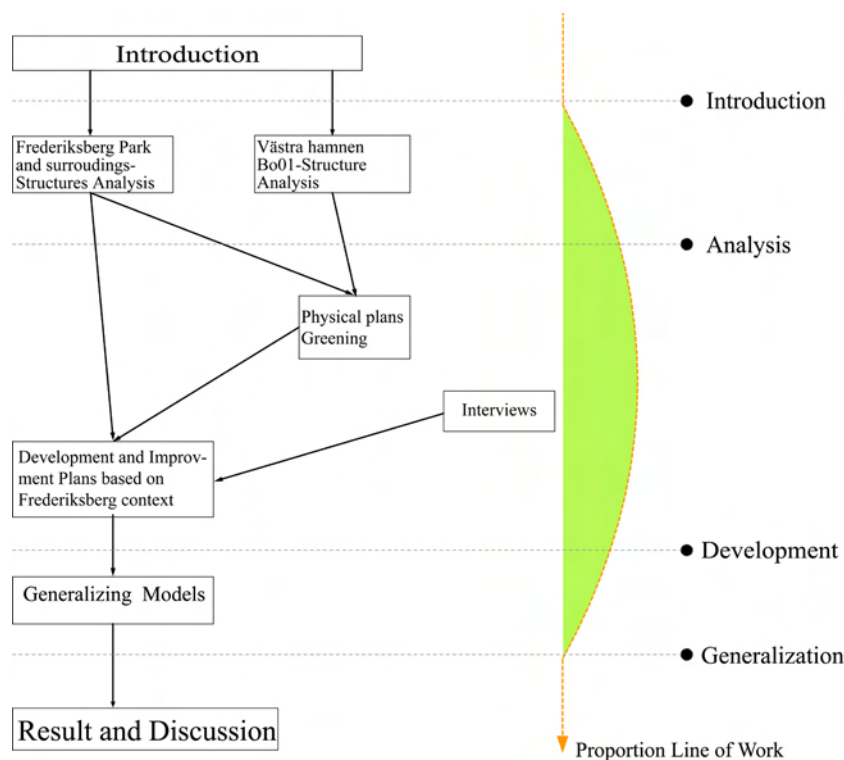 Introduction
Introduction
Frederiksberg Park
and surroudings-
Structures Analysis
Västra hamnen
Bo01-Structure
Analysis
Analysis
Physical plans
Greening
Interviews
Development and Improv-
ment Plans based on
Frederiksberg context
Development
Generalizing Models
Generalization
Result and Discussion
Proportion Line of Work